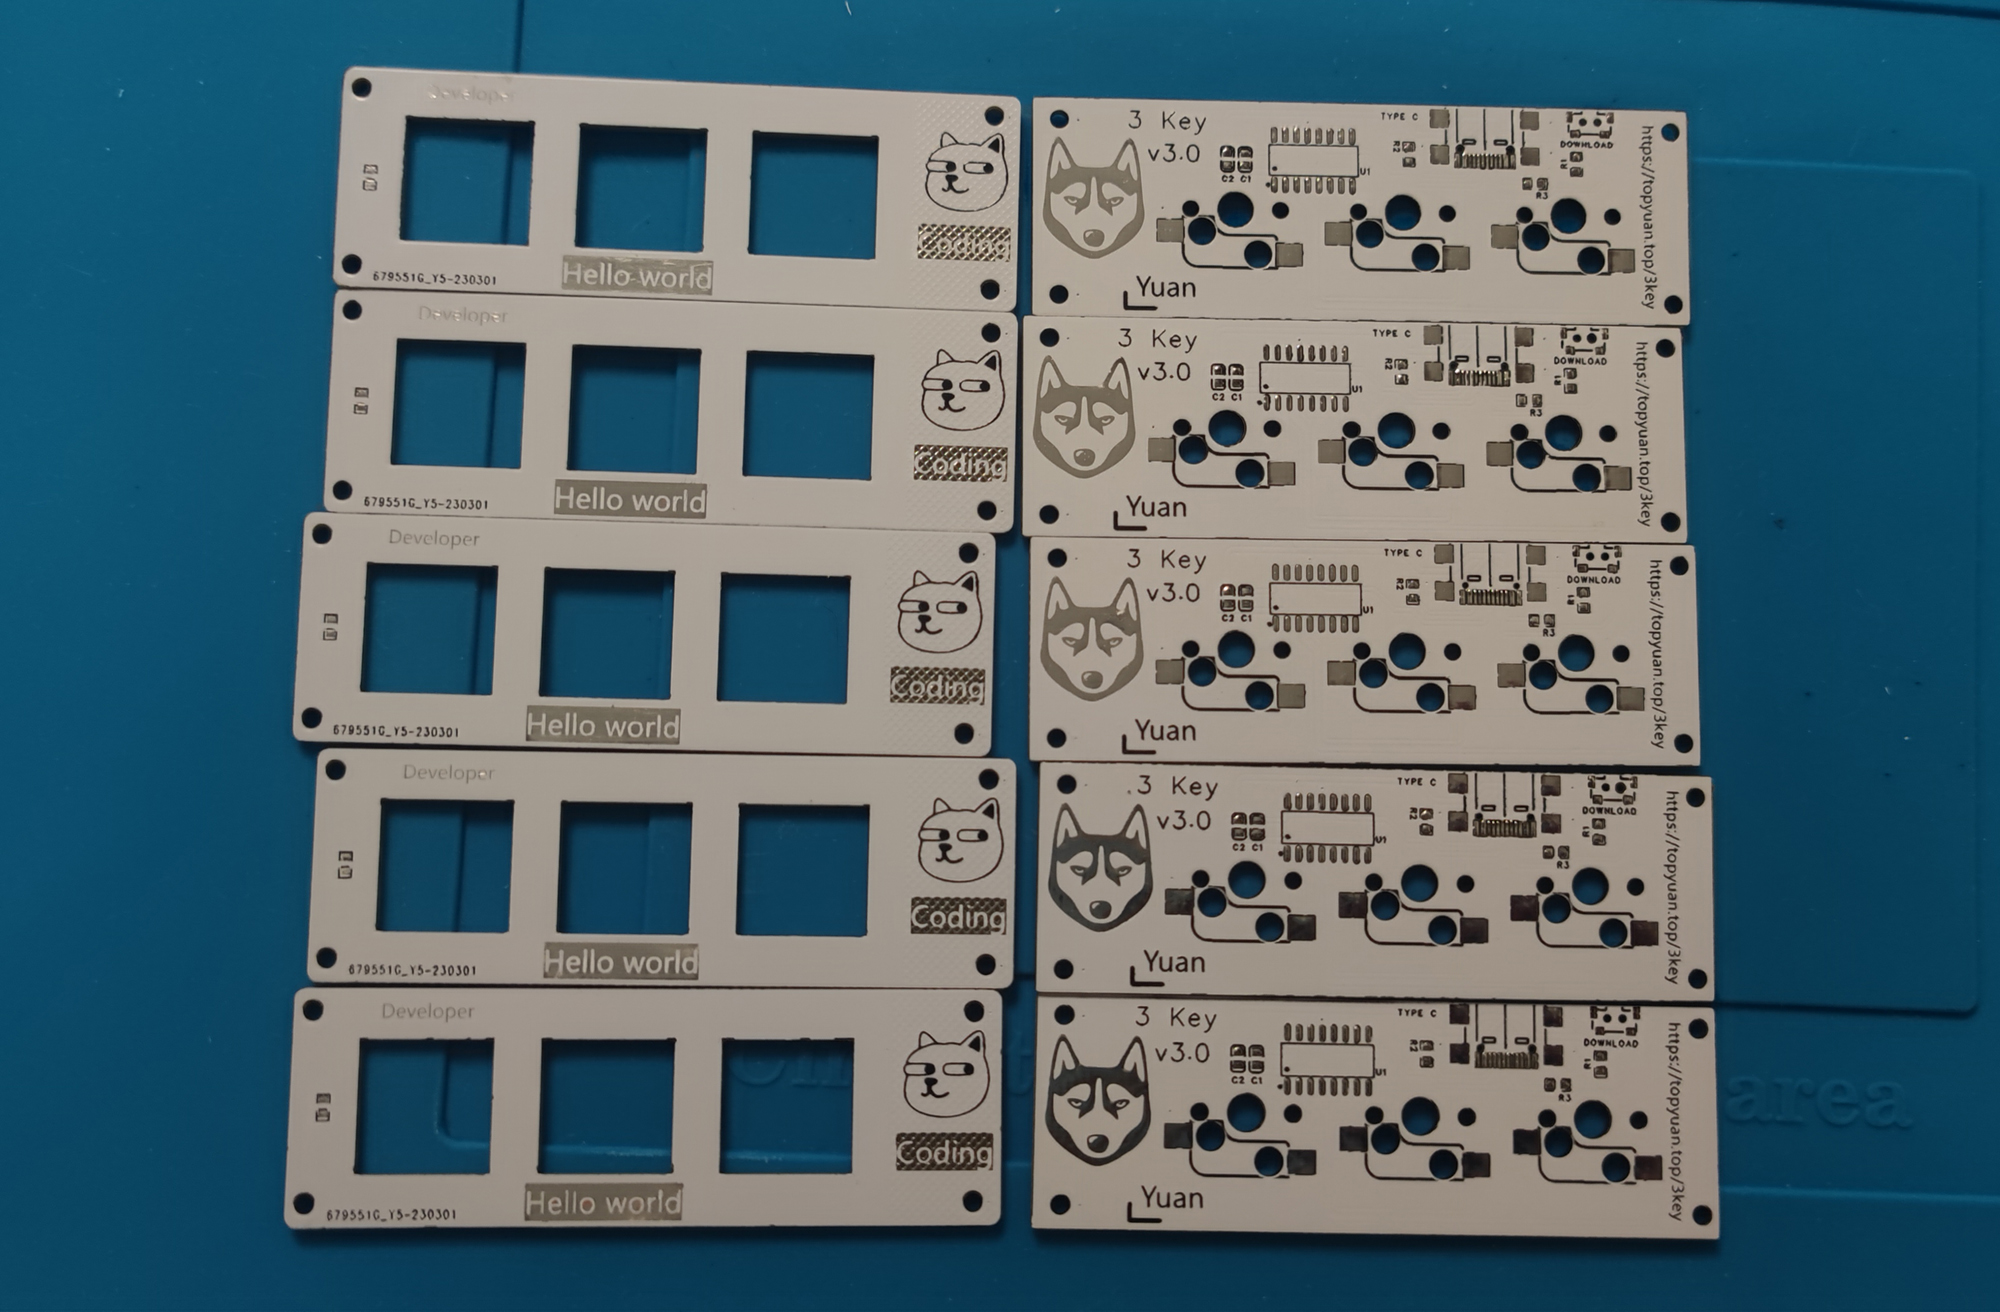 Developer
Coding
Hello world
679551G_Y5-230301
3 Key
v3.0
C2 C1
U1
TYPE C
R2
DOWNLOAD
R1
R3
Yuan
https://topyuan.top/3key
Developer
Coding
Hello world
679551G_Y5-230301
3 Key
v3.0
C2 C1
U1
TYPE C
R2
DOWNLOAD
R1
R3
Yuan
https://topyuan.top/3key
Developer
Coding
Hello world
679551G_Y5-230301
3 Key
v3.0
C2 C1
U1
TYPE C
R2
DOWNLOAD
R1
R3
Yuan
https://topyuan.top/3key
Developer
Coding
Hello world
679551G_Y5-230301
3 Key
v3.0
C2 C1
U1
TYPE C
R2
DOWNLOAD
R1
R3
Yuan
https://topyuan.top/3key
Developer
Coding
Hello world
679551G_Y5-230301
3 Key
v3.0
C2 C1
U1
TYPE C
R2
DOWNLOAD
R1
R3
Yuan
https://topyuan.top/3key
area